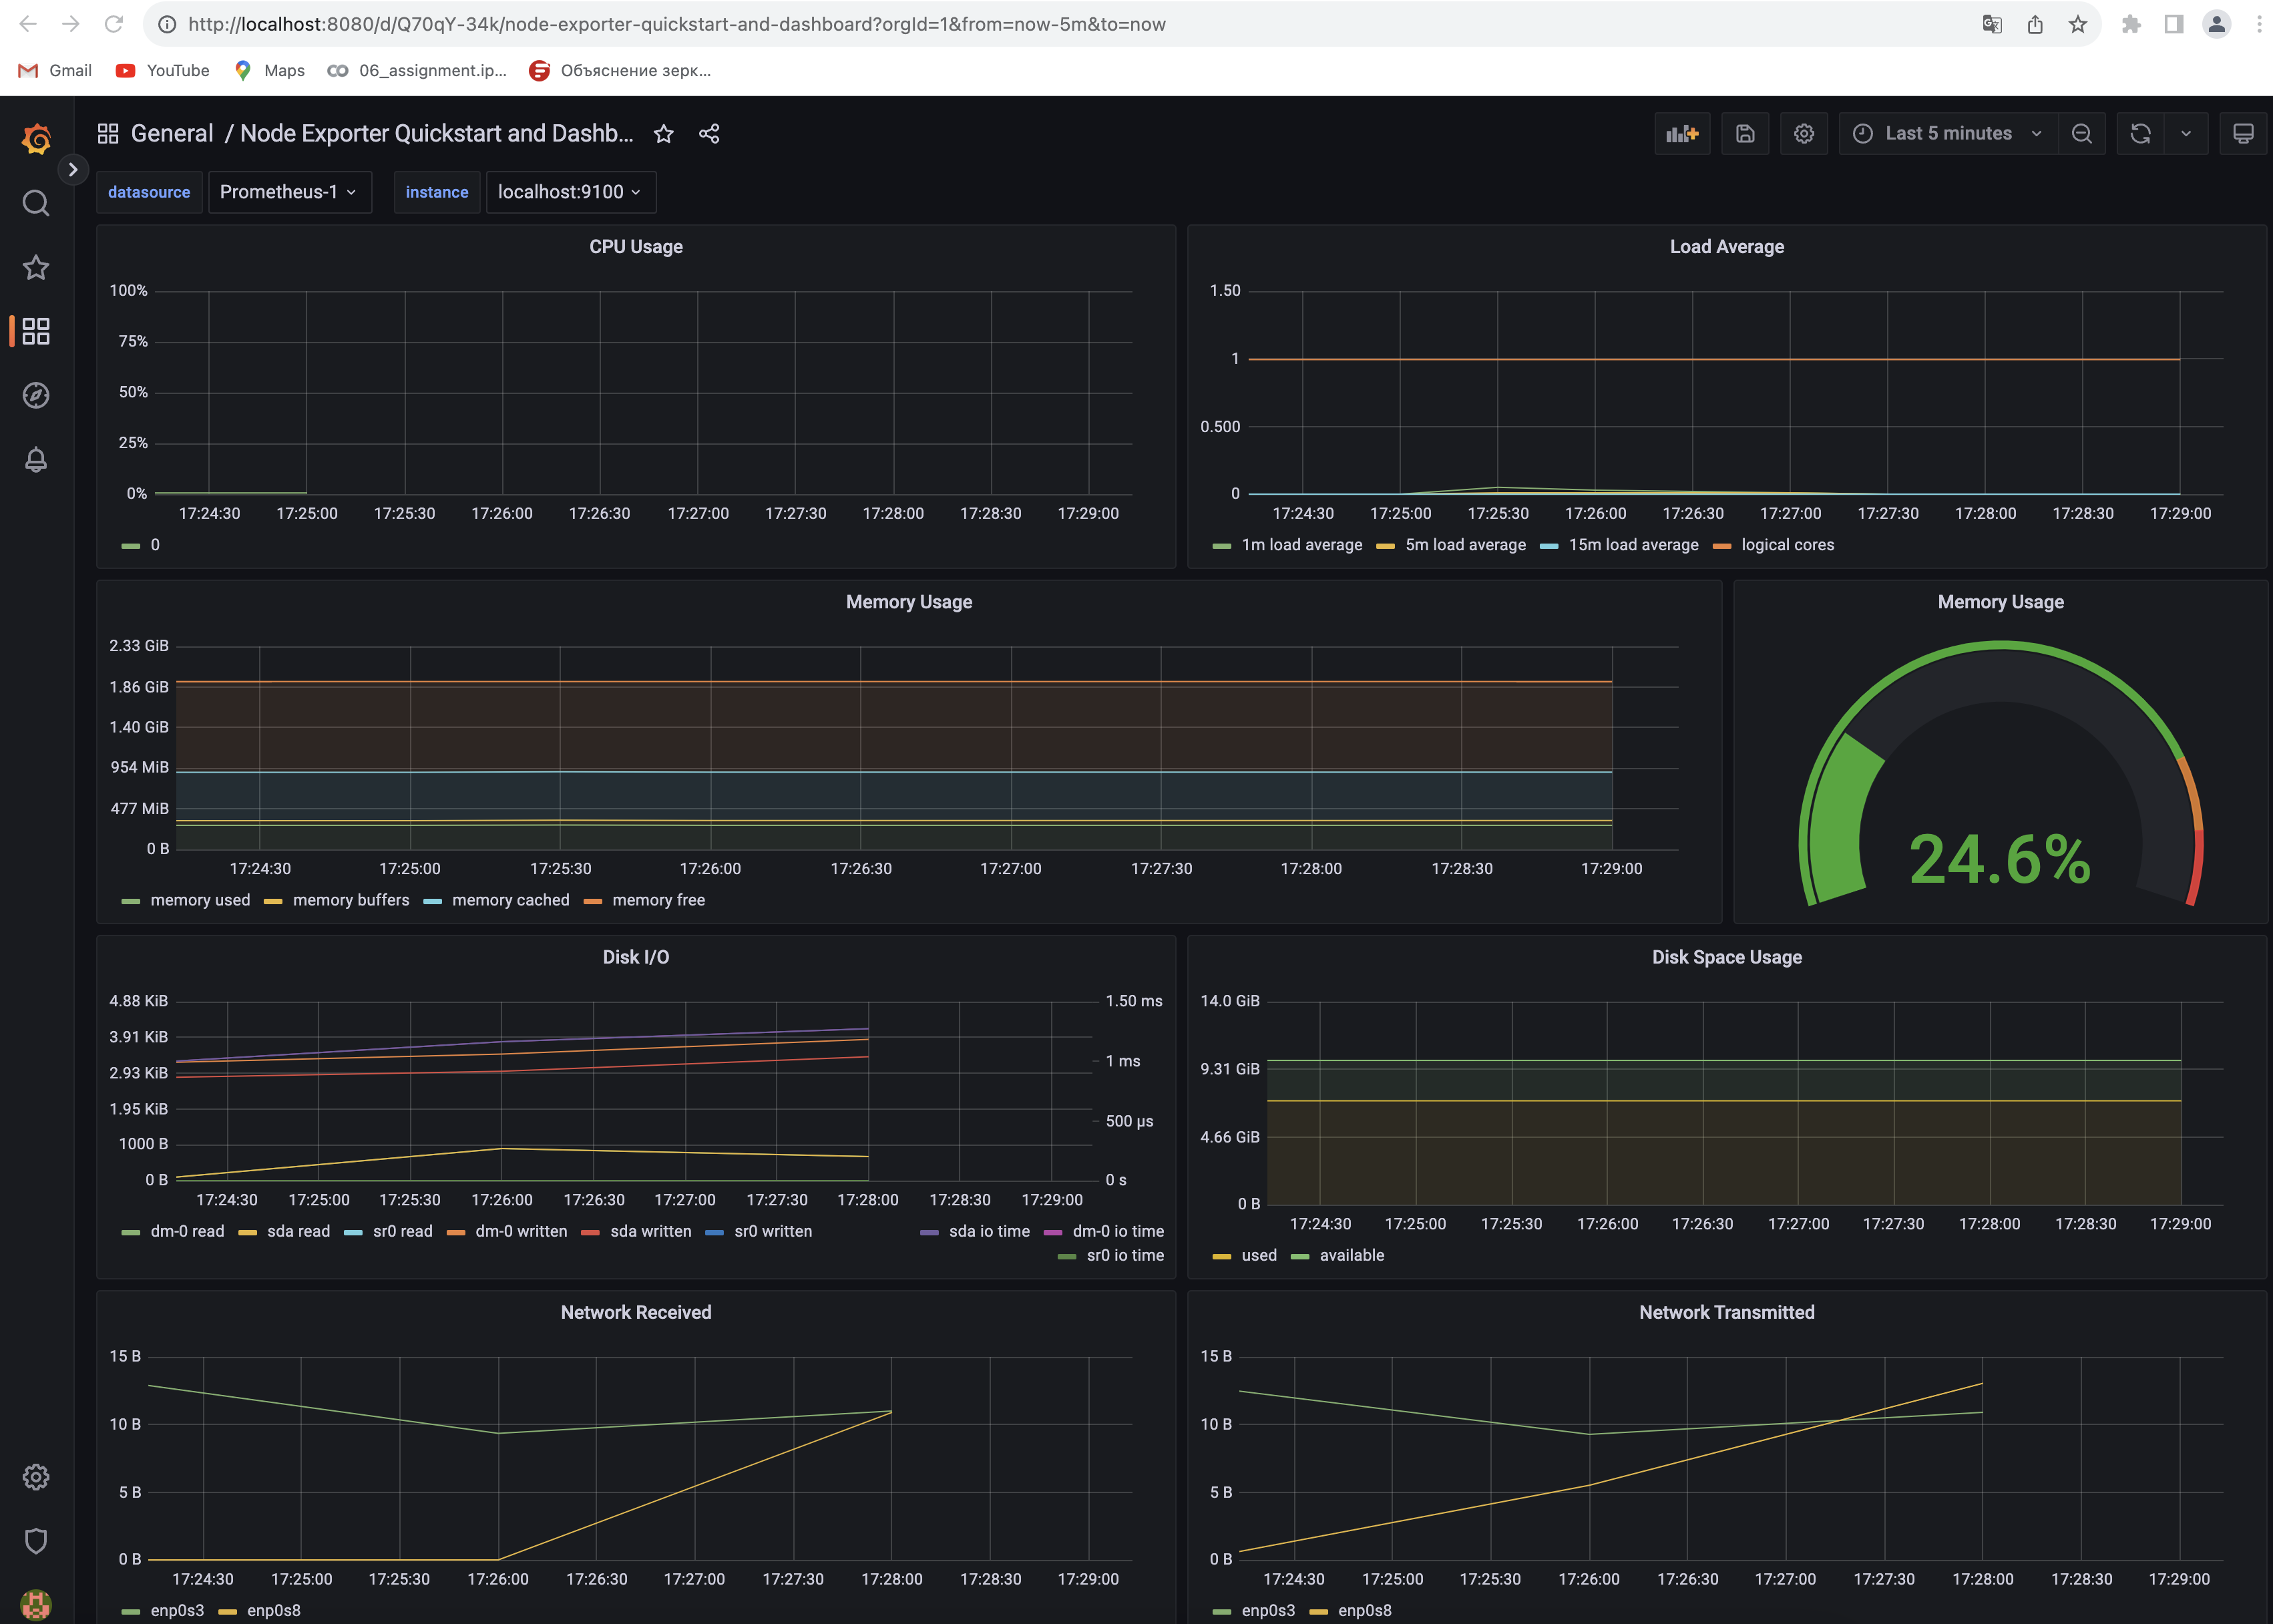 http://localhost:8080/d/Q70qY-34k/node-exporter-quickstart-and-dashboard?orgId=1&from=now-5m&to=now
Gmail YouTube Maps 06_assignment.ip... Объяснение зерк...
General / Node Exporter Quickstart and Dashb... Last 5 minutes
datasource Prometheus-1 instance localhost:9100
CPU Usage
100%
75%
50%
25%
0%
17:24:30 17:25:00 17:25:30 17:26:00 17:26:30 17:27:00 17:27:30 17:28:00 17:28:30 17:29:00
0
Load Average
1.50
1
0.500
0
17:24:30 17:25:00 17:25:30 17:26:00 17:26:30 17:27:00 17:27:30 17:28:00 17:28:30 17:29:00
1m load average 5m load average 15m load average logical cores
Memory Usage
2.33 GiB
1.86 GiB
1.40 GiB
954 MiB
477 MiB
0 B
17:24:30 17:25:00 17:25:30 17:26:00 17:26:30 17:27:00 17:27:30 17:28:00 17:28:30 17:29:00
memory used memory buffers memory cached memory free
Memory Usage
24.6%
Disk I/O
4.88 KiB 1.50 ms
3.91 KiB
1 ms
2.93 KiB
1.95 KiB
500 µs
1000 B
0 B 0 s
17:24:30 17:25:00 17:25:30 17:26:00 17:26:30 17:27:00 17:27:30 17:28:00 17:28:30 17:29:00
dm-0 read sda read sr0 read dm-0 written sda written sr0 written sda io time dm-0 io time
sr0 io time
Disk Space Usage
14.0 GiB
9.31 GiB
4.66 GiB
0 B
17:24:30 17:25:00 17:25:30 17:26:00 17:26:30 17:27:00 17:27:30 17:28:00 17:28:30 17:29:00
used available
Network Received
15 B
10 B
5 B
0 B
17:24:30 17:25:00 17:25:30 17:26:00 17:26:30 17:27:00 17:27:30 17:28:00 17:28:30 17:29:00
enp0s3 enp0s8
Network Transmitted
15 B
10 B
5 B
0 B
17:24:30 17:25:00 17:25:30 17:26:00 17:26:30 17:27:00 17:27:30 17:28:00 17:28:30 17:29:00
enp0s3 enp0s8